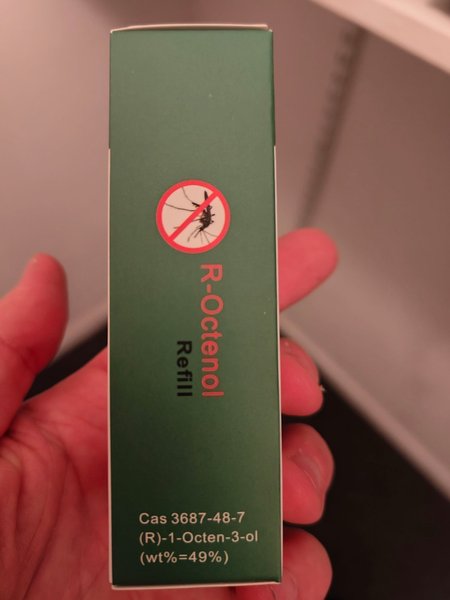 R-Octenol
Refill
Cas 3687-48-7
(R)-1-Octen-3-ol
(wt%=49%)